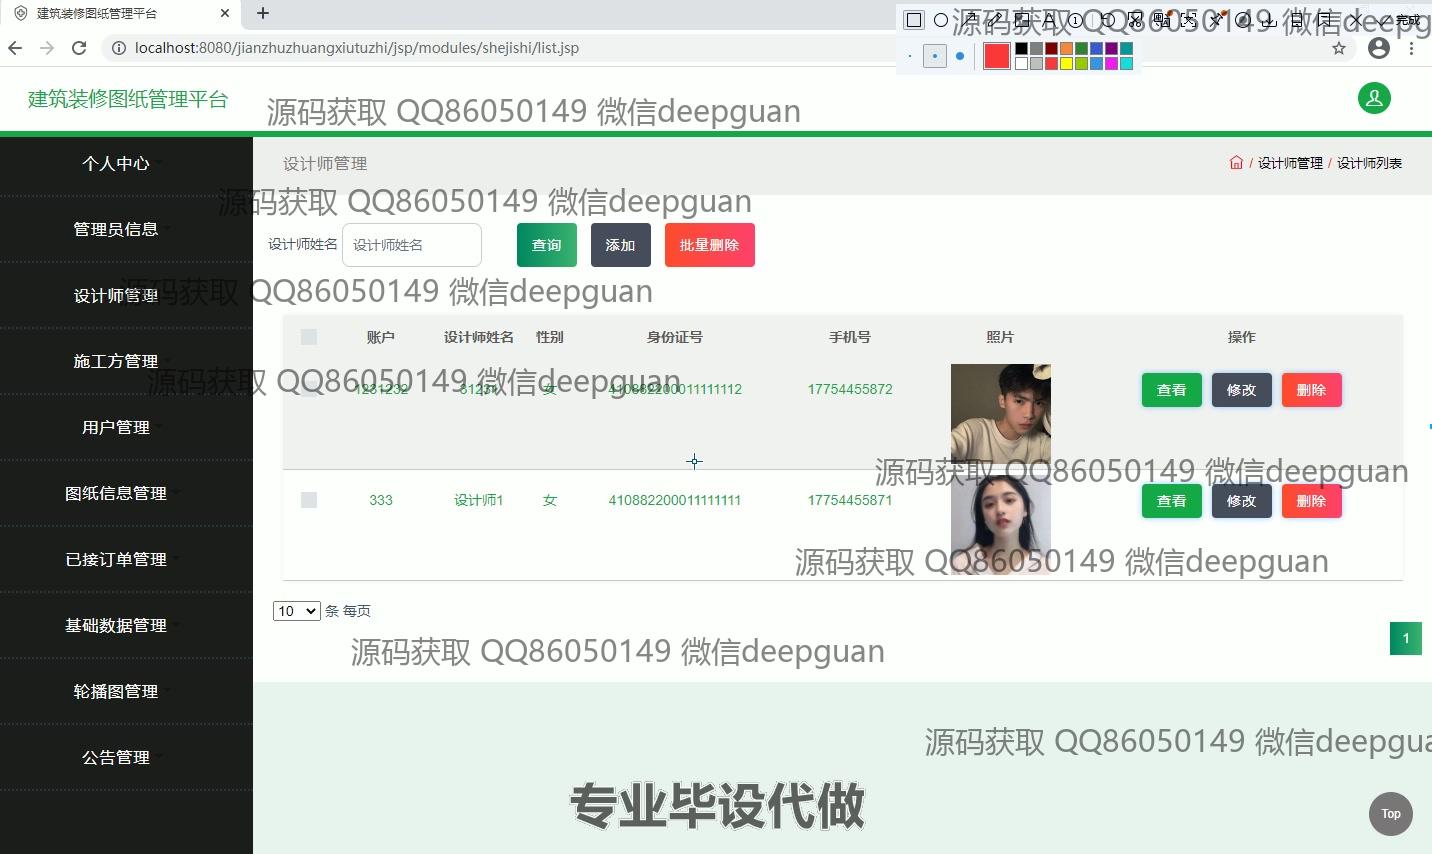 建筑装修图纸管理平台
localhost:8080/jianzhuzhuangxiutuzhi/jsp/modules/shejishi/list.jsp
完成
源码获取 QQ86050149 微信deepg
建筑装修图纸管理平台
源码获取 QQ86050149 微信deepguan
个人中心
设计师管理
/ 设计师管理 / 设计师列表
源码获取 QQ86050149 微信deepguan
管理员信息
设计师姓名 设计师姓名 查询 添加 批量删除
设计师管理
源码获取 QQ86050149 微信deepguan
账户 设计师姓名 性别 身份证号 手机号 照片 操作
施工方管理
源码获取 QQ86050149 微信deepguan
1231232 女 410882200011111112 17754455872 查看 修改 删除
用户管理
源码获取 QQ86050149 微信deepguan
图纸信息管理
333 设计师1 女 410882200011111111 17754455871 查看 修改 删除
已接订单管理
源码获取 QQ86050149 微信deepguan
10 条 每页
基础数据管理
1
源码获取 QQ86050149 微信deepguan
轮播图管理
公告管理
源码获取 QQ86050149 微信deepgua
专业毕设代做
Top